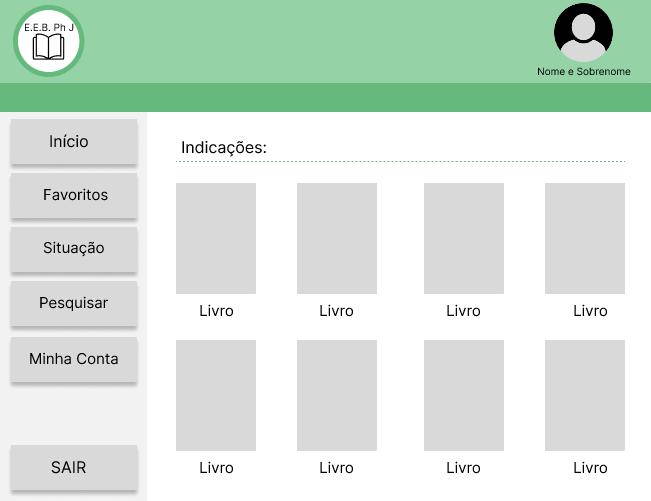 E.E.B. Ph J
Nome e Sobrenome
Início
Favoritos
Situação
Pesquisar
Minha Conta
SAIR
Indicações:
Livro
Livro
Livro
Livro
Livro
Livro
Livro
Livro